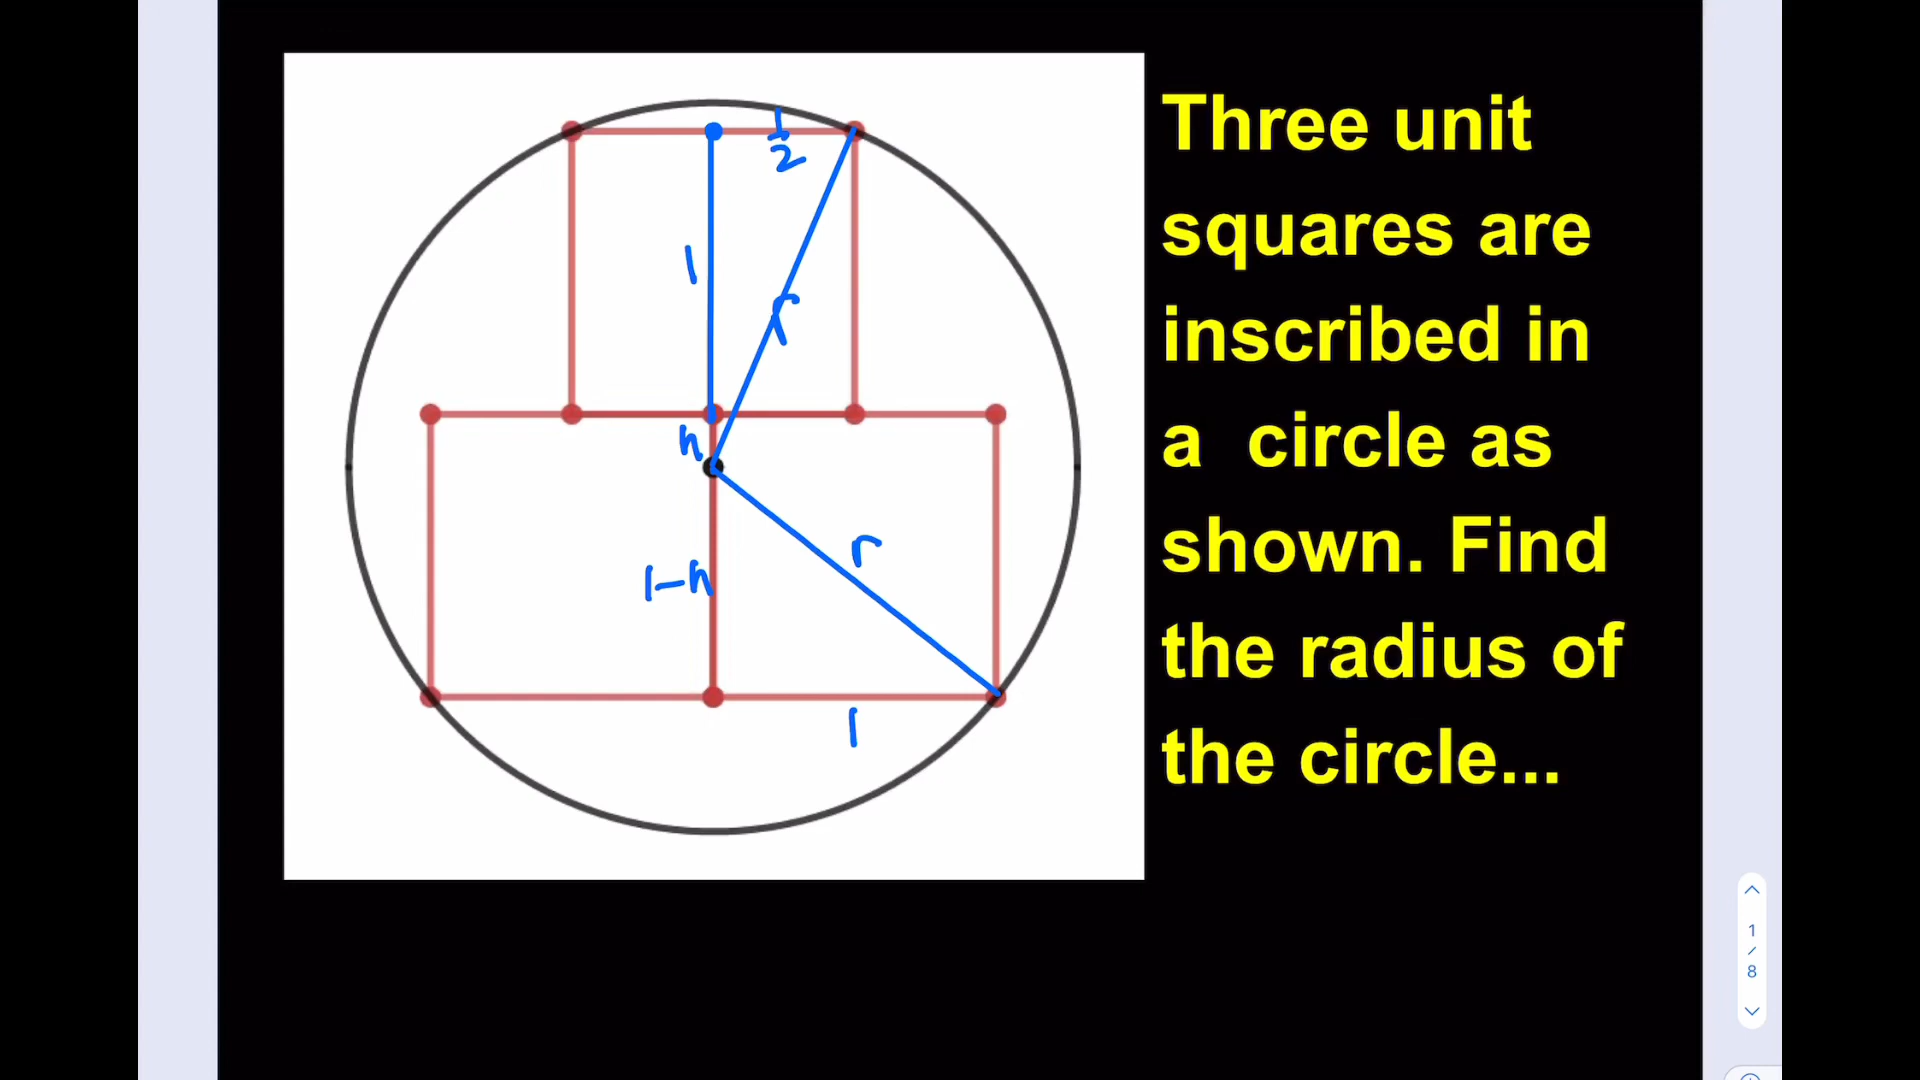 Three unit
squares are
inscribed in
a circle as
shown. Find
the radius of
the circle...
1
2
1
r
h
r
1-h
1
1
/
8